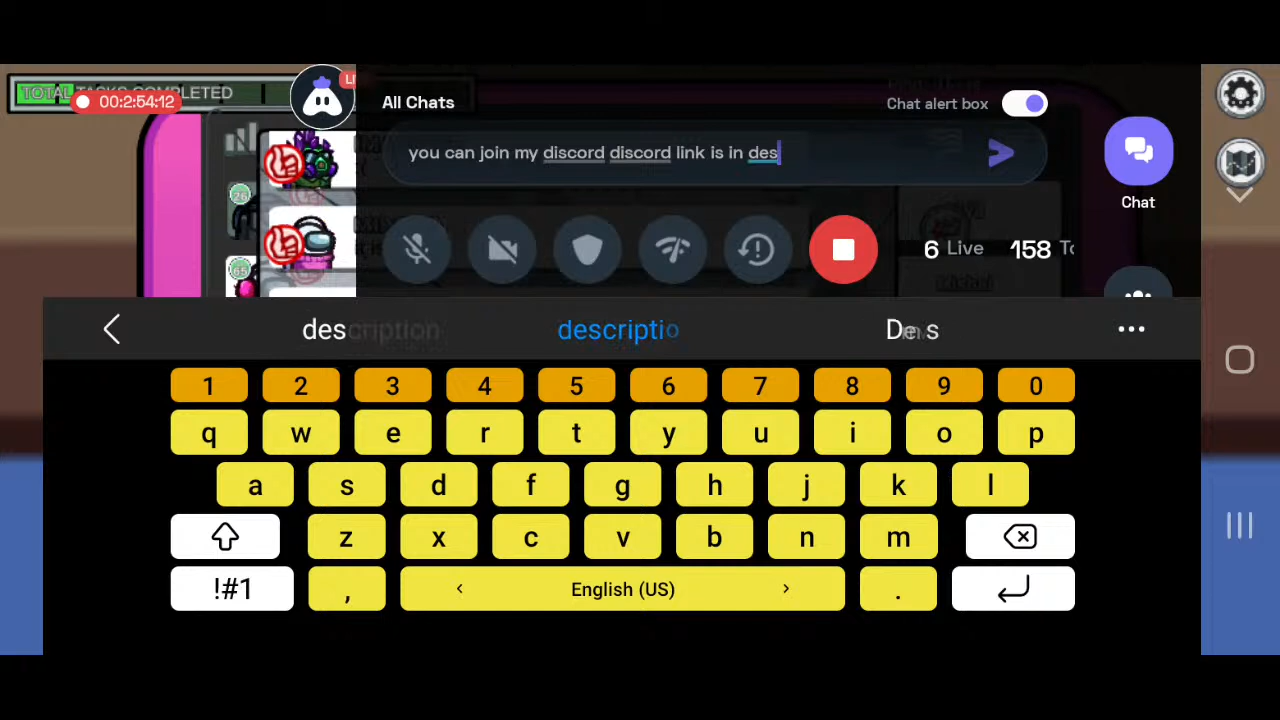 TOTAL TASKS COMPLETED
00:2:54:12
All Chats
Chat alert box
you can join my discord discord link is in des
Chat
6 Live 158
description descriptio
1 2 3 4 5 6 7 8 9 0
q w e r t y u i o p
a s d f g h j k l
z x c v b n m
!#1 , < English (US) > .